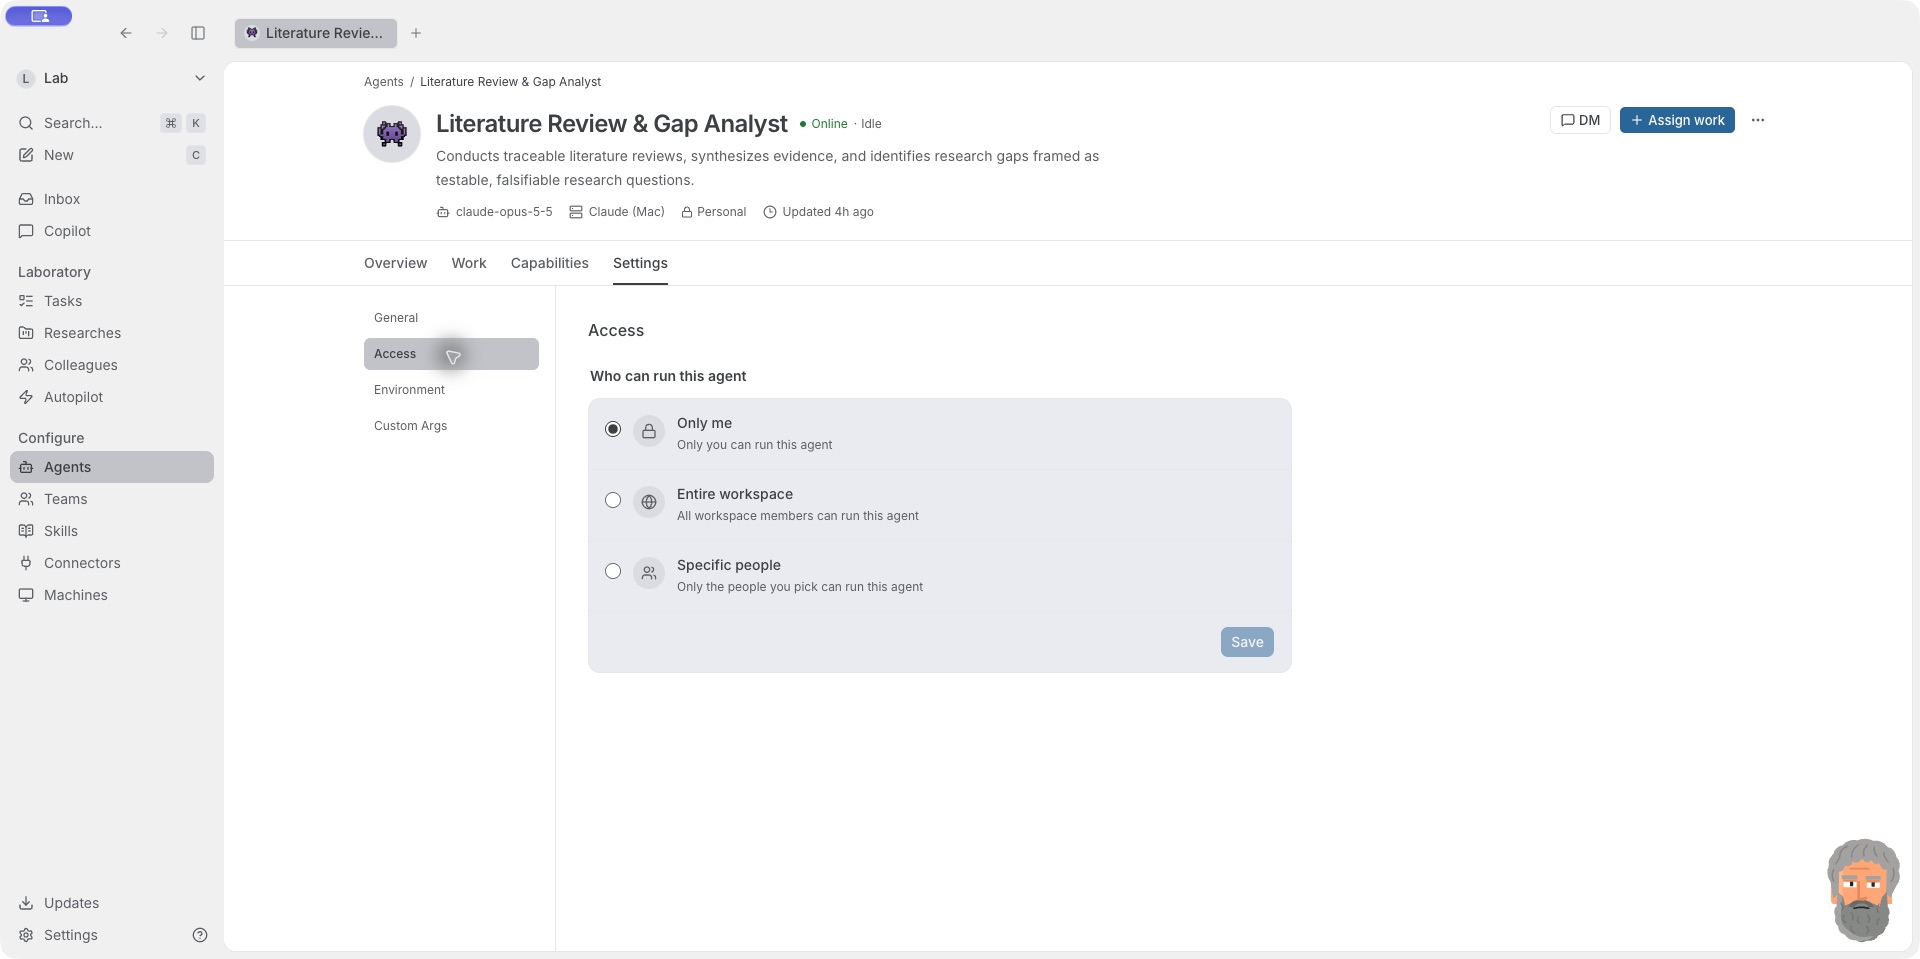 Literature Revie...
L Lab
Search... ⌘ K
New C
Inbox
Copilot
Laboratory
Tasks
Researches
Colleagues
Autopilot
Configure
Agents
Teams
Skills
Connectors
Machines
Updates
Settings
Agents / Literature Review & Gap Analyst
Literature Review & Gap Analyst
Online · Idle
DM
Assign work
Conducts traceable literature reviews, synthesizes evidence, and identifies research gaps framed as
testable, falsifiable research questions.
claude-opus-5-5 Claude (Mac) Personal Updated 4h ago
Overview Work Capabilities Settings
General
Access
Environment
Custom Args
Access
Who can run this agent
Only me
Only you can run this agent
Entire workspace
All workspace members can run this agent
Specific people
Only the people you pick can run this agent
Save